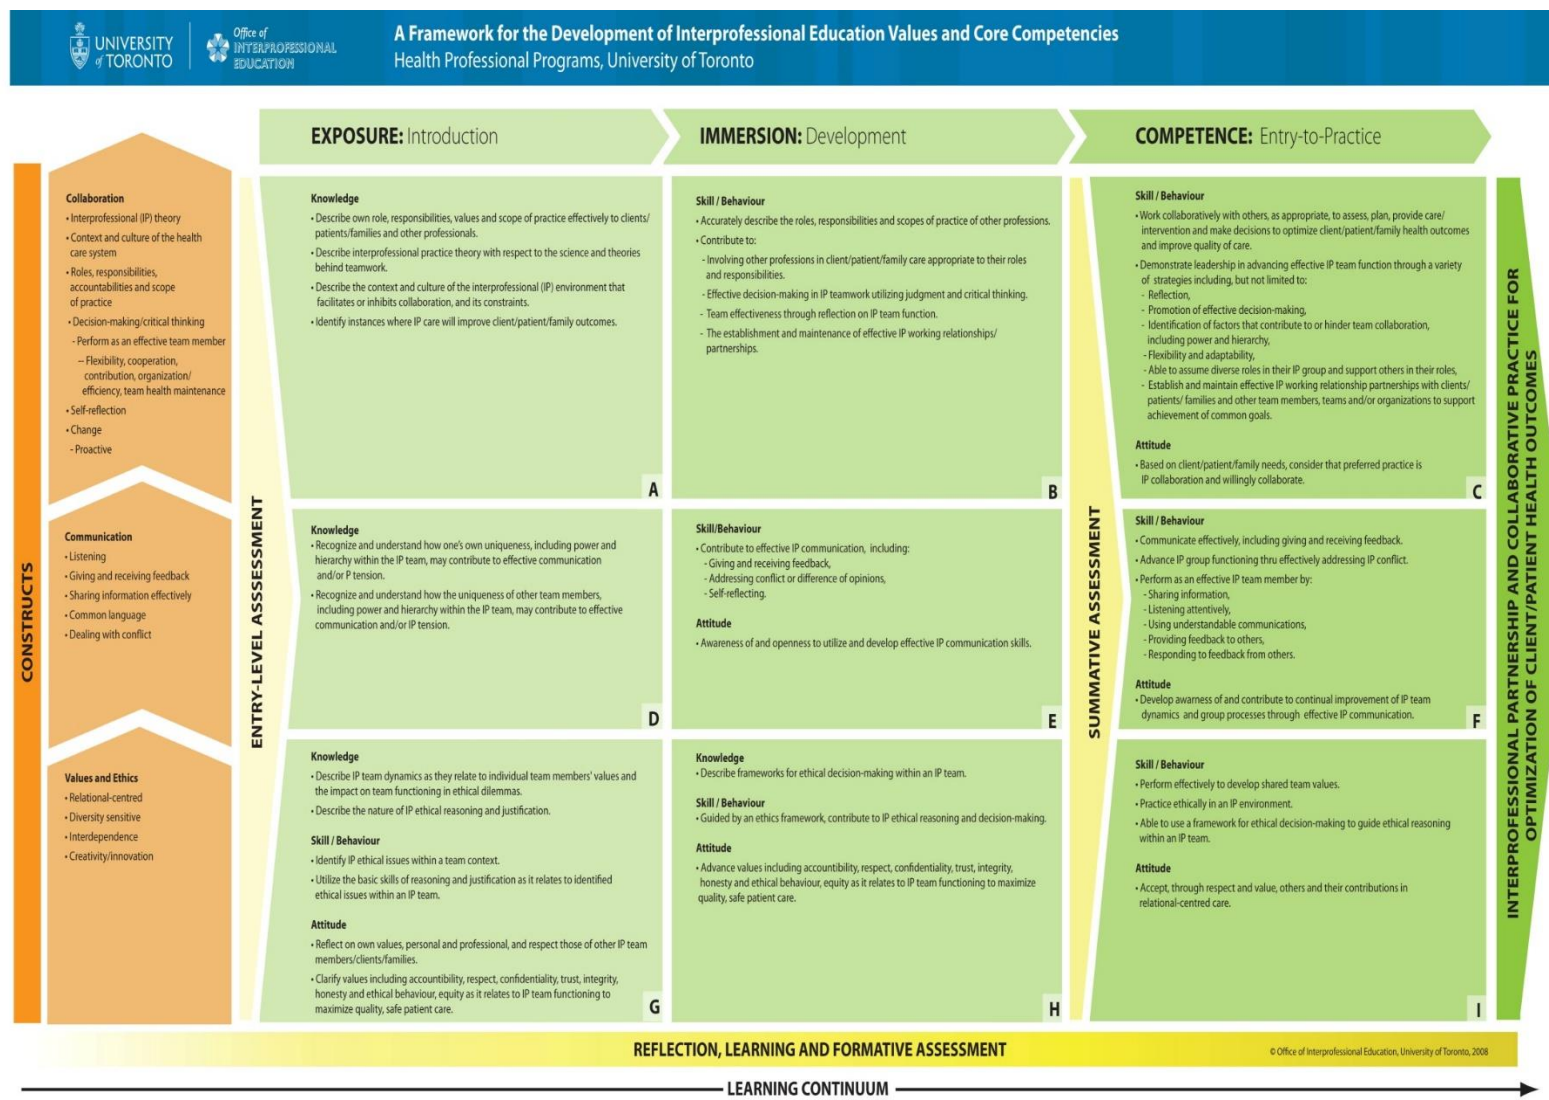 UNIVERSITY
of TORONTO
Office of
INTERPROFESSIONAL
EDUCATION
A Framework for the Development of Interprofessional Education Values and Core Competencies
Health Professional Programs, University of Toronto
EXPOSURE: Introduction
IMMERSION: Development
COMPETENCE: Entry-to-Practice
CONSTRUCTS
Collaboration
• Interprofessional (IP) theory
• Context and culture of the health
care system
• Roles, responsibilities,
accountabilities and scope
of practice
• Decision-making/critical thinking
- Perform as an effective team member
-- Flexibility, cooperation,
contribution, organization/
efficiency, team health maintenance
• Self-reflection
• Change
- Proactive
Communication
• Listening
• Giving and receiving feedback
• Sharing information effectively
• Common language
• Dealing with conflict
Values and Ethics
• Relational-centred
• Diversity sensitive
• Interdependence
• Creativity/innovation
ENTRY-LEVEL ASSSESSMENT
Knowledge
• Describe own role, responsibilities, values and scope of practice effectively to clients/
patients/families and other professionals.
• Describe interprofessional practice theory with respect to the science and theories
behind teamwork.
• Describe the context and culture of the interprofessional (IP) environment that
facilitates or inhibits collaboration, and its constraints.
• Identify instances where IP care will improve client/patient/family outcomes.
A
Skill / Behaviour
• Accurately describe the roles, responsibilities and scopes of practice of other professions.
• Contribute to:
- Involving other professions in client/patient/family care appropriate to their roles
and responsibilities.
- Effective decision-making in IP teamwork utilizing judgment and critical thinking.
- Team effectiveness through reflection on IP team function.
- The establishment and maintenance of effective IP working relationships/
partnerships.
B
Skill / Behaviour
• Work collaboratively with others, as appropriate, to assess, plan, provide care/
intervention and make decisions to optimize client/patient/family health outcomes
and improve quality of care.
• Demonstrate leadership in advancing effective IP team function through a variety
of strategies including, but not limited to:
- Reflection,
- Promotion of effective decision-making,
- Identification of factors that contribute to or hinder team collaboration,
including power and hierarchy,
- Flexibility and adaptability,
- Able to assume diverse roles in their IP group and support others in their roles,
- Establish and maintain effective IP working relationship partnerships with clients/
patients/ families and other team members, teams and/or organizations to support
achievement of common goals.
Attitude
• Based on client/patient/family needs, consider that preferred practice is
IP collaboration and willingly collaborate.
C
Knowledge
• Recognize and understand how one's own uniqueness, including power and
hierarchy within the IP team, may contribute to effective communication
and/or P tension.
• Recognize and understand how the uniqueness of other team members,
including power and hierarchy within the IP team, may contribute to effective
communication and/or IP tension.
D
Skill/Behaviour
• Contribute to effective IP communication, including:
- Giving and receiving feedback,
- Addressing conflict or difference of opinions,
- Self-reflecting.
Attitude
• Awareness of and openness to utilize and develop effective IP communication skills.
E
SUMMATIVE ASSESSMENT
Skill / Behaviour
• Communicate effectively, including giving and receiving feedback.
• Advance IP group functioning thru effectively addressing IP conflict.
• Perform as an effective IP team member by:
- Sharing information,
- Listening attentively,
- Using understandable communications,
- Providing feedback to others,
- Responding to feedback from others.
Attitude
• Develop awarness of and contribute to continual improvement of IP team
dynamics and group processes through effective IP communication.
F
Knowledge
• Describe IP team dynamics as they relate to individual team members' values and
the impact on team functioning in ethical dilemmas.
• Describe the nature of IP ethical reasoning and justification.
Skill / Behaviour
• Identify IP ethical issues within a team context.
• Utilize the basic skills of reasoning and justification as it relates to identified
ethical issues within an IP team.
Attitude
• Reflect on own values, personal and professional, and respect those of other IP team
members/clients/families.
• Clarify values including accountibility, respect, confidentiality, trust, integrity,
honesty and ethical behaviour, equity as it relates to IP team functioning to
maximize quality, safe patient care.
G
Knowledge
• Describe frameworks for ethical decision-making within an IP team.
Skill / Behaviour
• Guided by an ethics framework, contribute to IP ethical reasoning and decision-making.
Attitude
• Advance values including accountibility, respect, confidentiality, trust, integrity,
honesty and ethical behaviour, equity as it relates to IP team functioning to maximize
quality, safe patient care.
H
Skill / Behaviour
• Perform effectively to develop shared team values.
• Practice ethically in an IP environment.
• Able to use a framework for ethical decision-making to guide ethical reasoning
within an IP team.
Attitude
• Accept, through respect and value, others and their contributions in
relational-centred care.
I
INTERPROFESSIONAL PARTNERSHIP AND COLLABORATIVE PRACTICE FOR
OPTIMIZATION OF CLIENT/PATIENT HEALTH OUTCOMES
REFLECTION, LEARNING AND FORMATIVE ASSESSMENT
© Office of Interprofessional Education, University of Toronto, 2008
LEARNING CONTINUUM